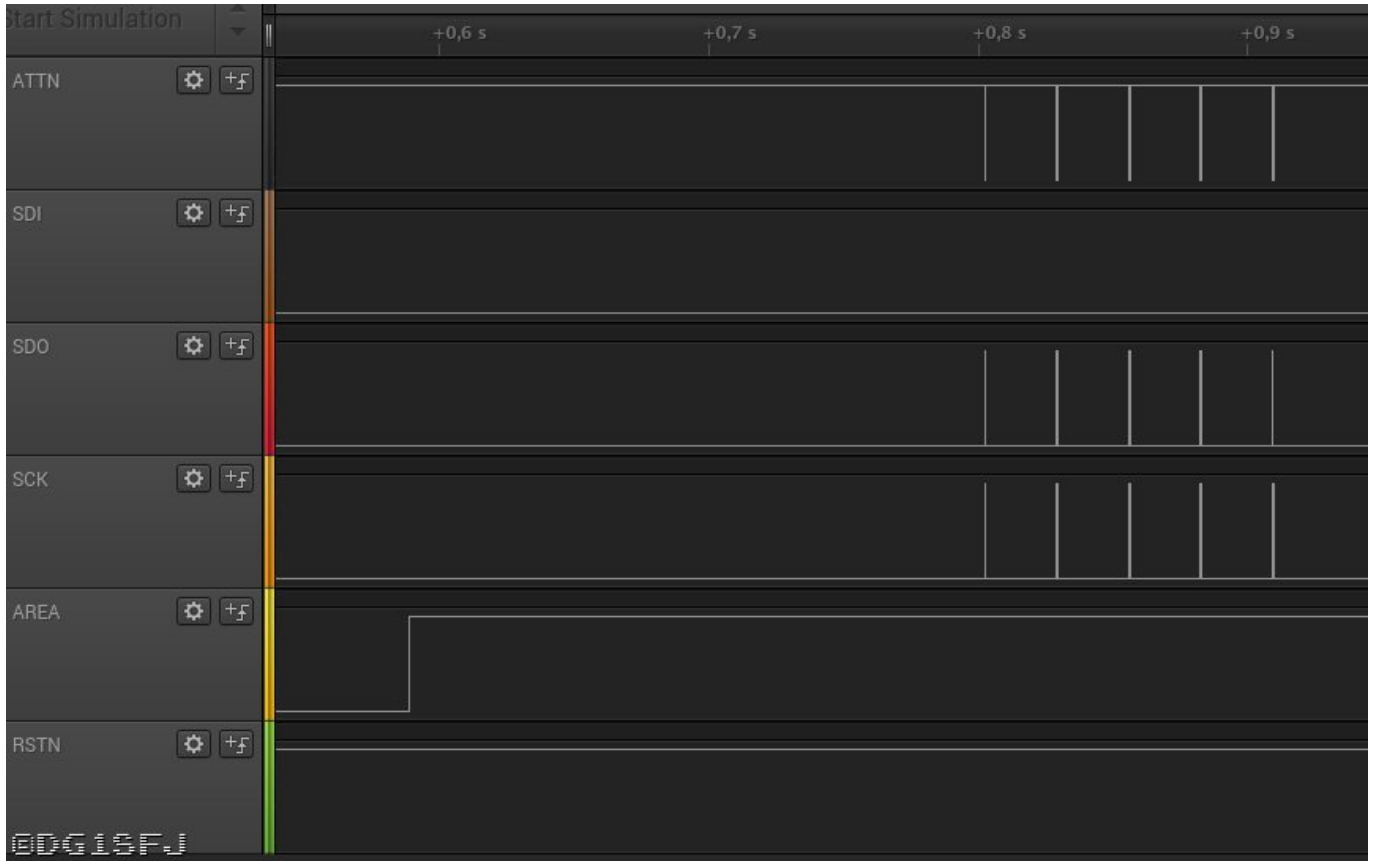 Start Simulation
+0,6 s +0,7 s +0,8 s +0,9 s
ATTN
SDI
SDO
SCK
AREA
RSTN
@DG1SFJ